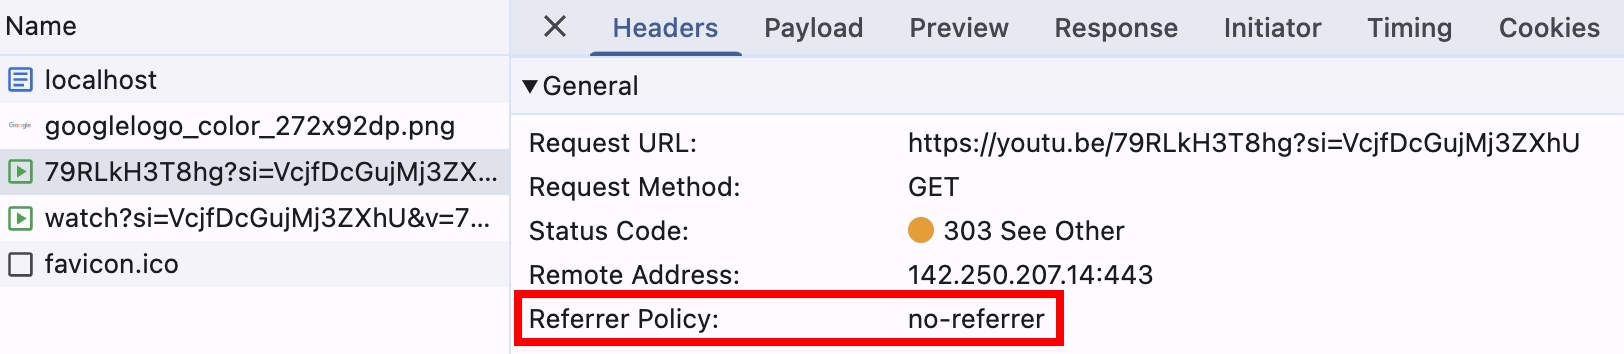 Name
localhost
Google
googlelogo_color_272x92dp.png
79RLkH3T8hg?si=VcjfDcGujMj3ZX...
watch?si=VcjfDcGujMj3ZXhU&v=7...
favicon.ico
Headers Payload Preview Response Initiator Timing Cookies
General
Request URL: https://youtu.be/79RLkH3T8hg?si=VcjfDcGujMj3ZXhU
Request Method: GET
Status Code: 303 See Other
Remote Address: 142.250.207.14:443
Referrer Policy: no-referrer